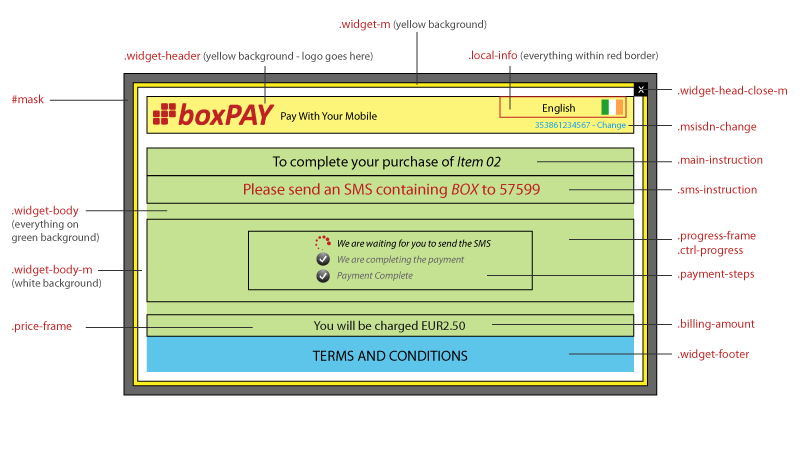 .widget-m (yellow background)
.widget-header (yellow background - logo goes here)
.local-info (everything within red border)
#mask
x
.widget-head-close-m
boxPAY Pay With Your Mobile
English
353861234567 - Change
.msisdn-change
To complete your purchase of Item 02
.main-instruction
Please send an SMS containing BOX to 57599
.sms-instruction
.widget-body
(everything on
green background)
.progress-frame
.ctrl-progress
We are waiting for you to send the SMS
We are completing the payment
Payment Complete
.payment-steps
.widget-body-m
(white background)
.price-frame
You will be charged EUR2.50
.billing-amount
TERMS AND CONDITIONS
.widget-footer